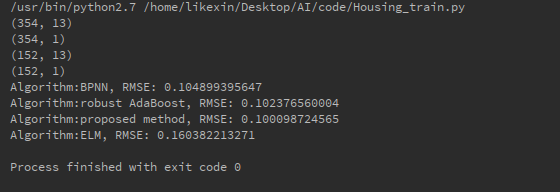 /usr/bin/python2.7 /home/likexin/Desktop/AI/code/Housing_train.py
(354, 13)
(354, 1)
(152, 13)
(152, 1)
Algorithm:BPNN, RMSE: 0.104899395647
Algorithm:robust AdaBoost, RMSE: 0.102376560004
Algorithm:proposed method, RMSE: 0.100098724565
Algorithm:ELM, RMSE: 0.160382213271
Process finished with exit code 0